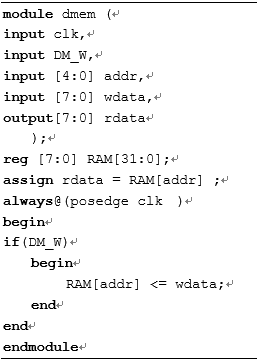 module dmem (
input clk,
input DM_W,
input [4:0] addr,
input [7:0] wdata,
output[7:0] rdata
);
reg [7:0] RAM[31:0];
assign rdata = RAM[addr] ;
always@(posedge clk )
begin
if(DM_W)
begin
RAM[addr] <= wdata;
end
end
endmodule